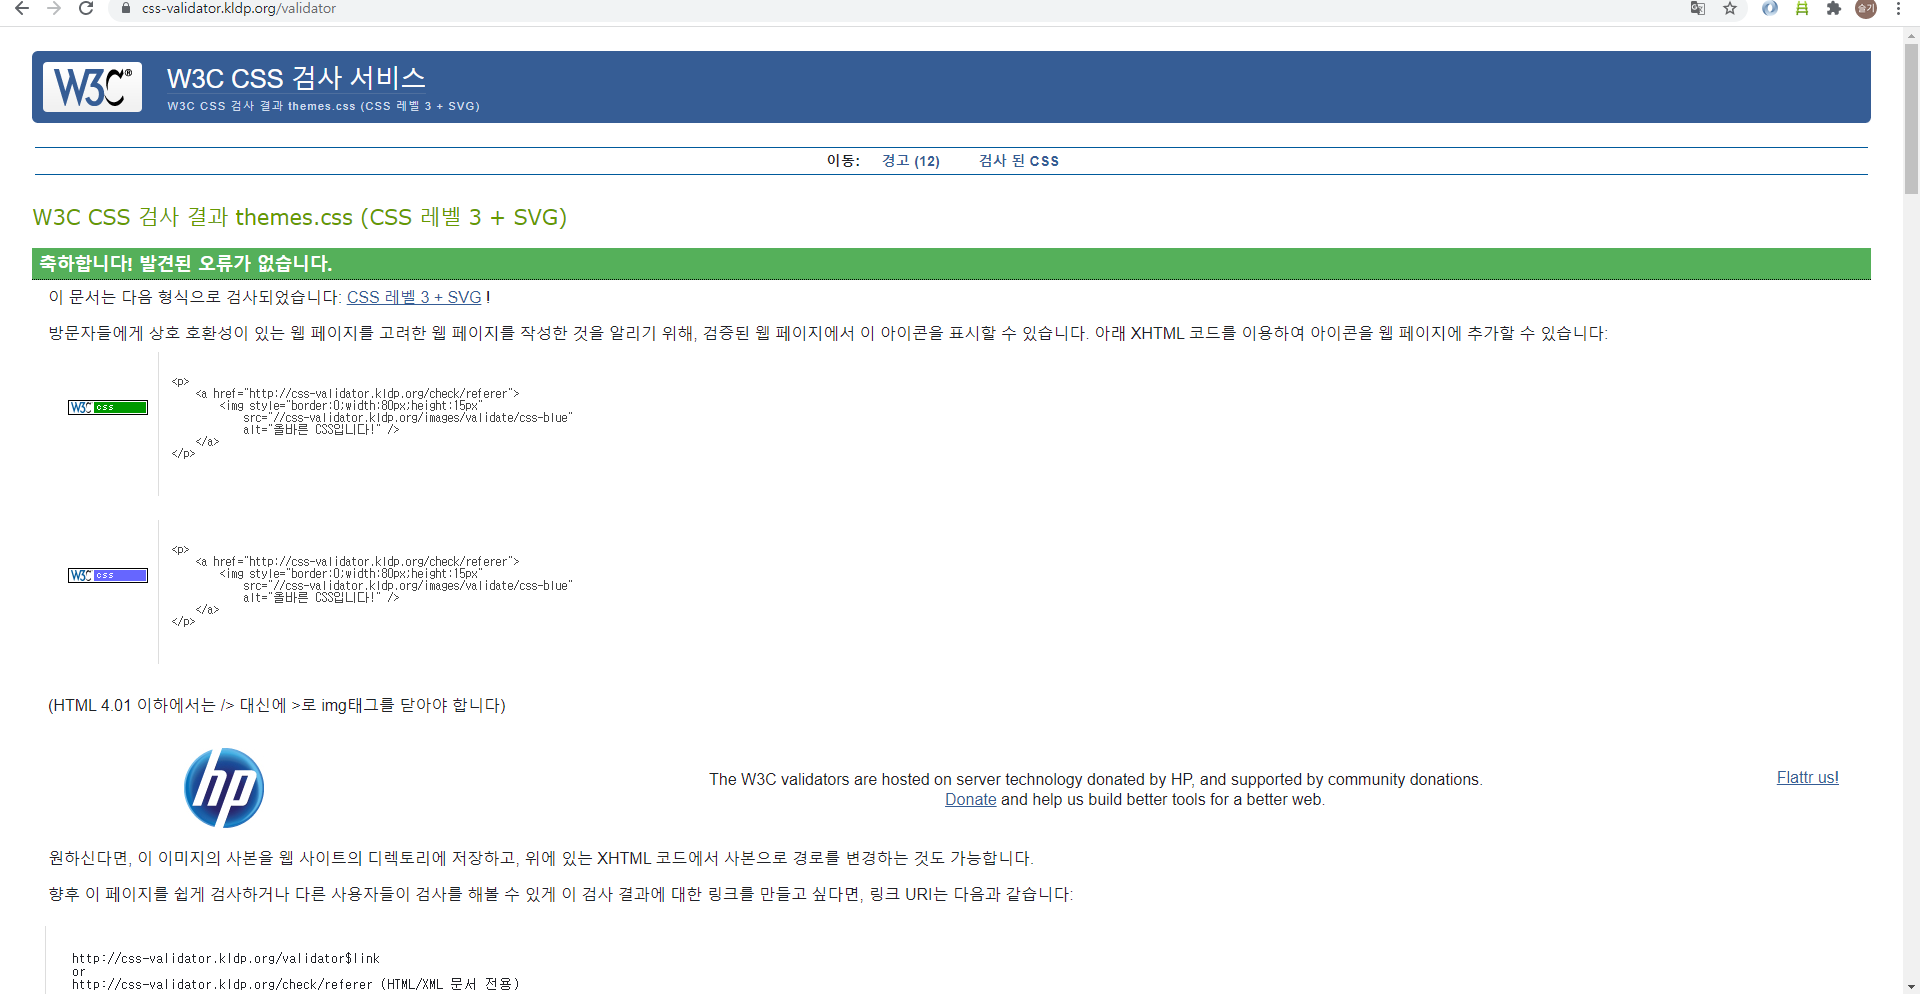 css-validator.kldp.org/validator
슬기
W3C®
W3C CSS 검사 서비스
W3C CSS 검사 결과 themes.css (CSS 레벨 3 + SVG)
이동: 경고 (12) 검사 된 CSS
W3C CSS 검사 결과 themes.css (CSS 레벨 3 + SVG)
축하합니다! 발견된 오류가 없습니다.
이 문서는 다음 형식으로 검사되었습니다: CSS 레벨 3 + SVG !
방문자들에게 상호 호환성이 있는 웹 페이지를 고려한 웹 페이지를 작성한 것을 알리기 위해, 검증된 웹 페이지에서 이 아이콘을 표시할 수 있습니다. 아래 XHTML 코드를 이용하여 아이콘을 웹 페이지에 추가할 수 있습니다:
W3C css
<p>
<a href="http://css-validator.kldp.org/check/referer">
<img style="border:0;width:80px;height:15px"
src="//css-validator.kldp.org/images/validate/css-blue"
alt="올바른 CSS입니다!" />
</a>
</p>
W3C css
<p>
<a href="http://css-validator.kldp.org/check/referer">
<img style="border:0;width:80px;height:15px"
src="//css-validator.kldp.org/images/validate/css-blue"
alt="올바른 CSS입니다!" />
</a>
</p>
(HTML 4.01 이하에서는 /> 대신에 >로 img태그를 닫아야 합니다)
hp
The W3C validators are hosted on server technology donated by HP, and supported by community donations.
Donate and help us build better tools for a better web.
Flattr us!
원하신다면, 이 이미지의 사본을 웹 사이트의 디렉토리에 저장하고, 위에 있는 XHTML 코드에서 사본으로 경로를 변경하는 것도 가능합니다.
향후 이 페이지를 쉽게 검사하거나 다른 사용자들이 검사를 해볼 수 있게 이 검사 결과에 대한 링크를 만들고 싶다면, 링크 URI는 다음과 같습니다:
http://css-validator.kldp.org/validator$link
or
http://css-validator.kldp.org/check/referer (HTML/XML 문서 전용)